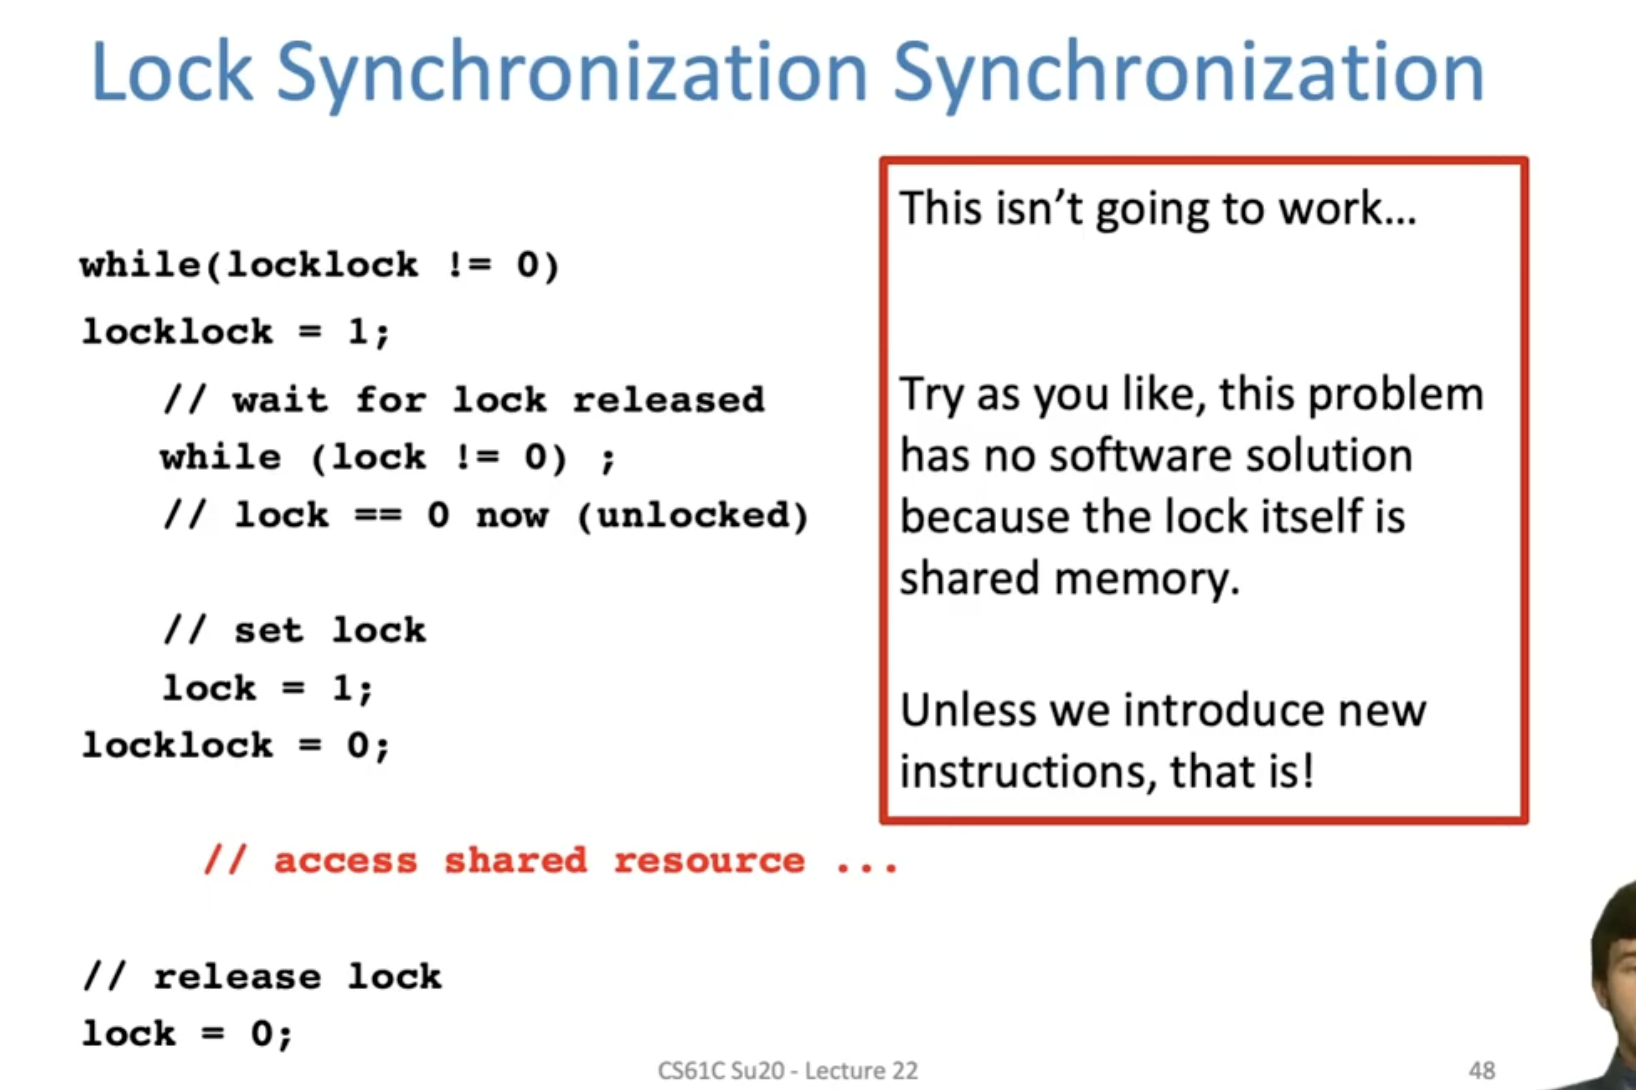 Lock Synchronization Synchronization
while(locklock != 0)
locklock = 1;
// wait for lock released
while (lock != 0) ;
// lock == 0 now (unlocked)
// set lock
lock = 1;
locklock = 0;
// access shared resource ...
// release lock
lock = 0;
This isn’t going to work…
Try as you like, this problem
has no software solution
because the lock itself is
shared memory.
Unless we introduce new
instructions, that is!
CS61C Su20 - Lecture 22
48